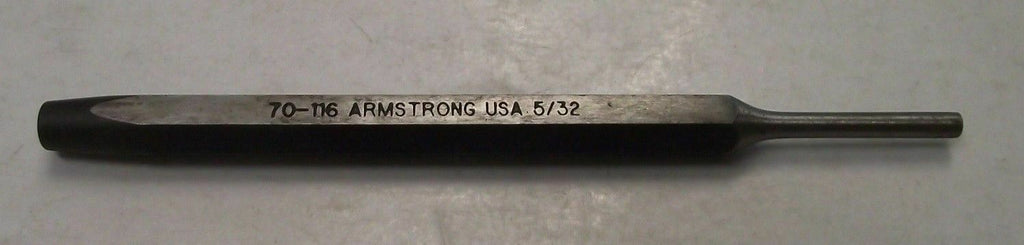 70-116 ARMSTRONG USA 5/32